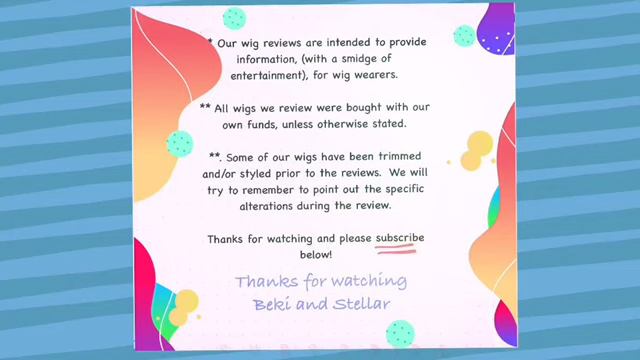 * Our wig reviews are intended to provide
information, (with a smidge of
entertainment), for wig wearers.
** All wigs we review were bought with our
own funds, unless otherwise stated.
**. Some of our wigs have been trimmed
and/or styled prior to the reviews. We will
try to remember to point out the specific
alterations during the review.
Thanks for watching and please subscribe
below!
Thanks for watching
Beki and Stellar